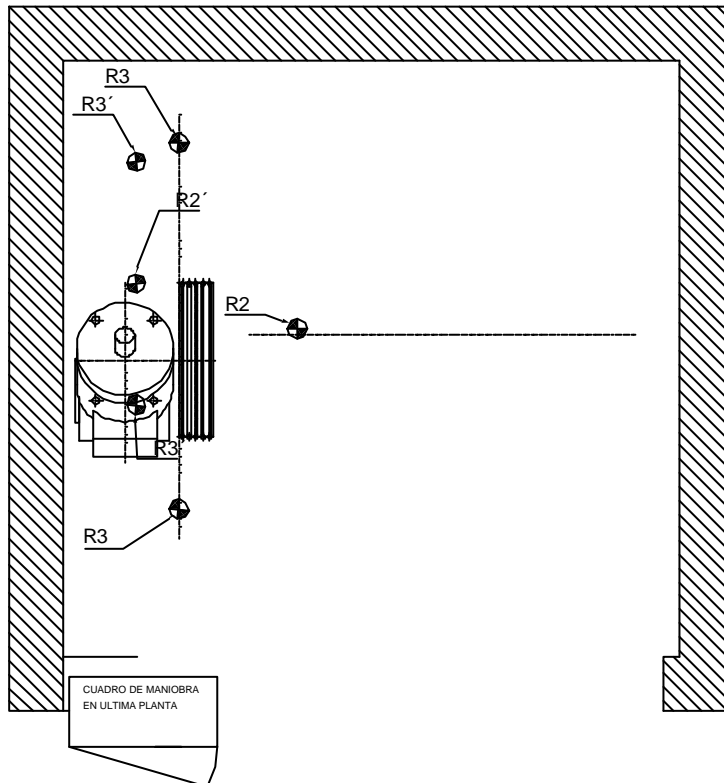 R3
R3´
R2´
R2
R3
R3
CUADRO DE MANIOBRA
EN ULTIMA PLANTA